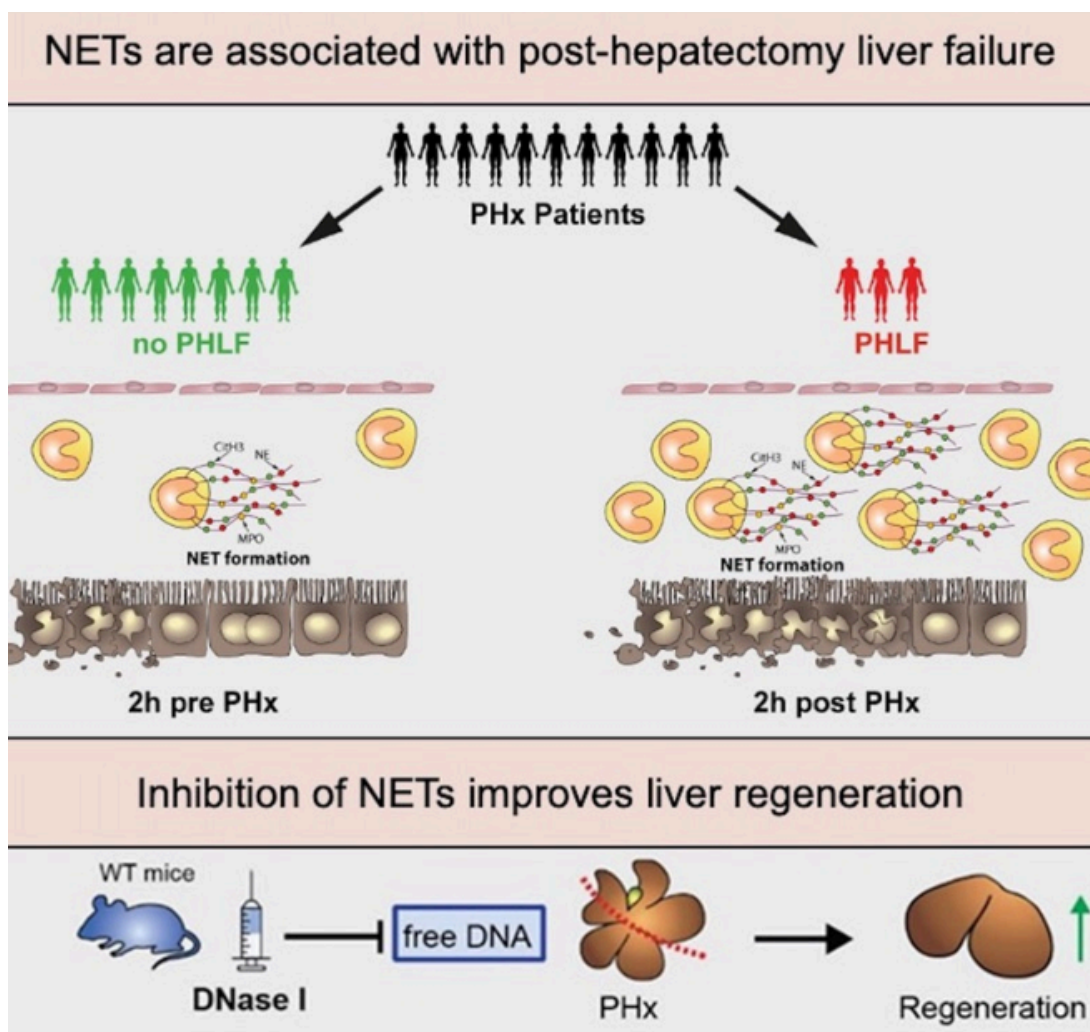 NETs are associated with post-hepatectomy liver failure
PHx Patients
no PHLF
PHLF
CitH3
NE
MPO
NET formation
2h pre PHx
CitH3
NE
MPO
NET formation
2h post PHx
Inhibition of NETs improves liver regeneration
WT mice
DNase I
free DNA
PHx
Regeneration